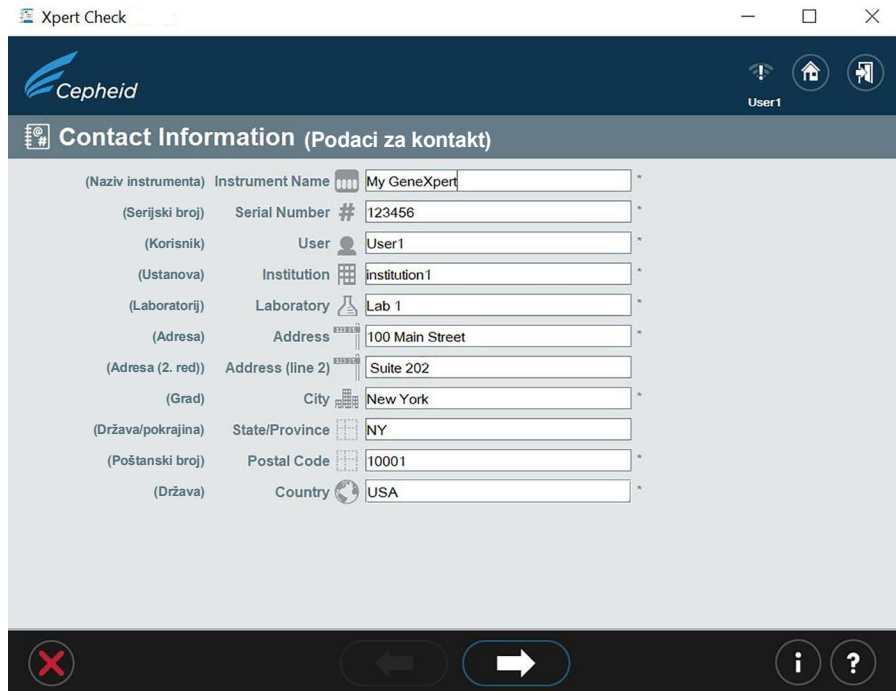 Xpert Check
Cepheid
User1
Contact Information (Podaci za kontakt)
(Naziv instrumenta) Instrument Name My GeneXpert *
(Serijski broj) Serial Number # 123456 *
(Korisnik) User User1 *
(Ustanova) Institution institution1 *
(Laboratorij) Laboratory Lab 1 *
(Adresa) Address 100 Main Street *
(Adresa (2. red)) Address (line 2) Suite 202
(Grad) City New York *
(Država/pokrajina) State/Province NY
(Poštanski broj) Postal Code 10001 *
(Država) Country USA *
i ?